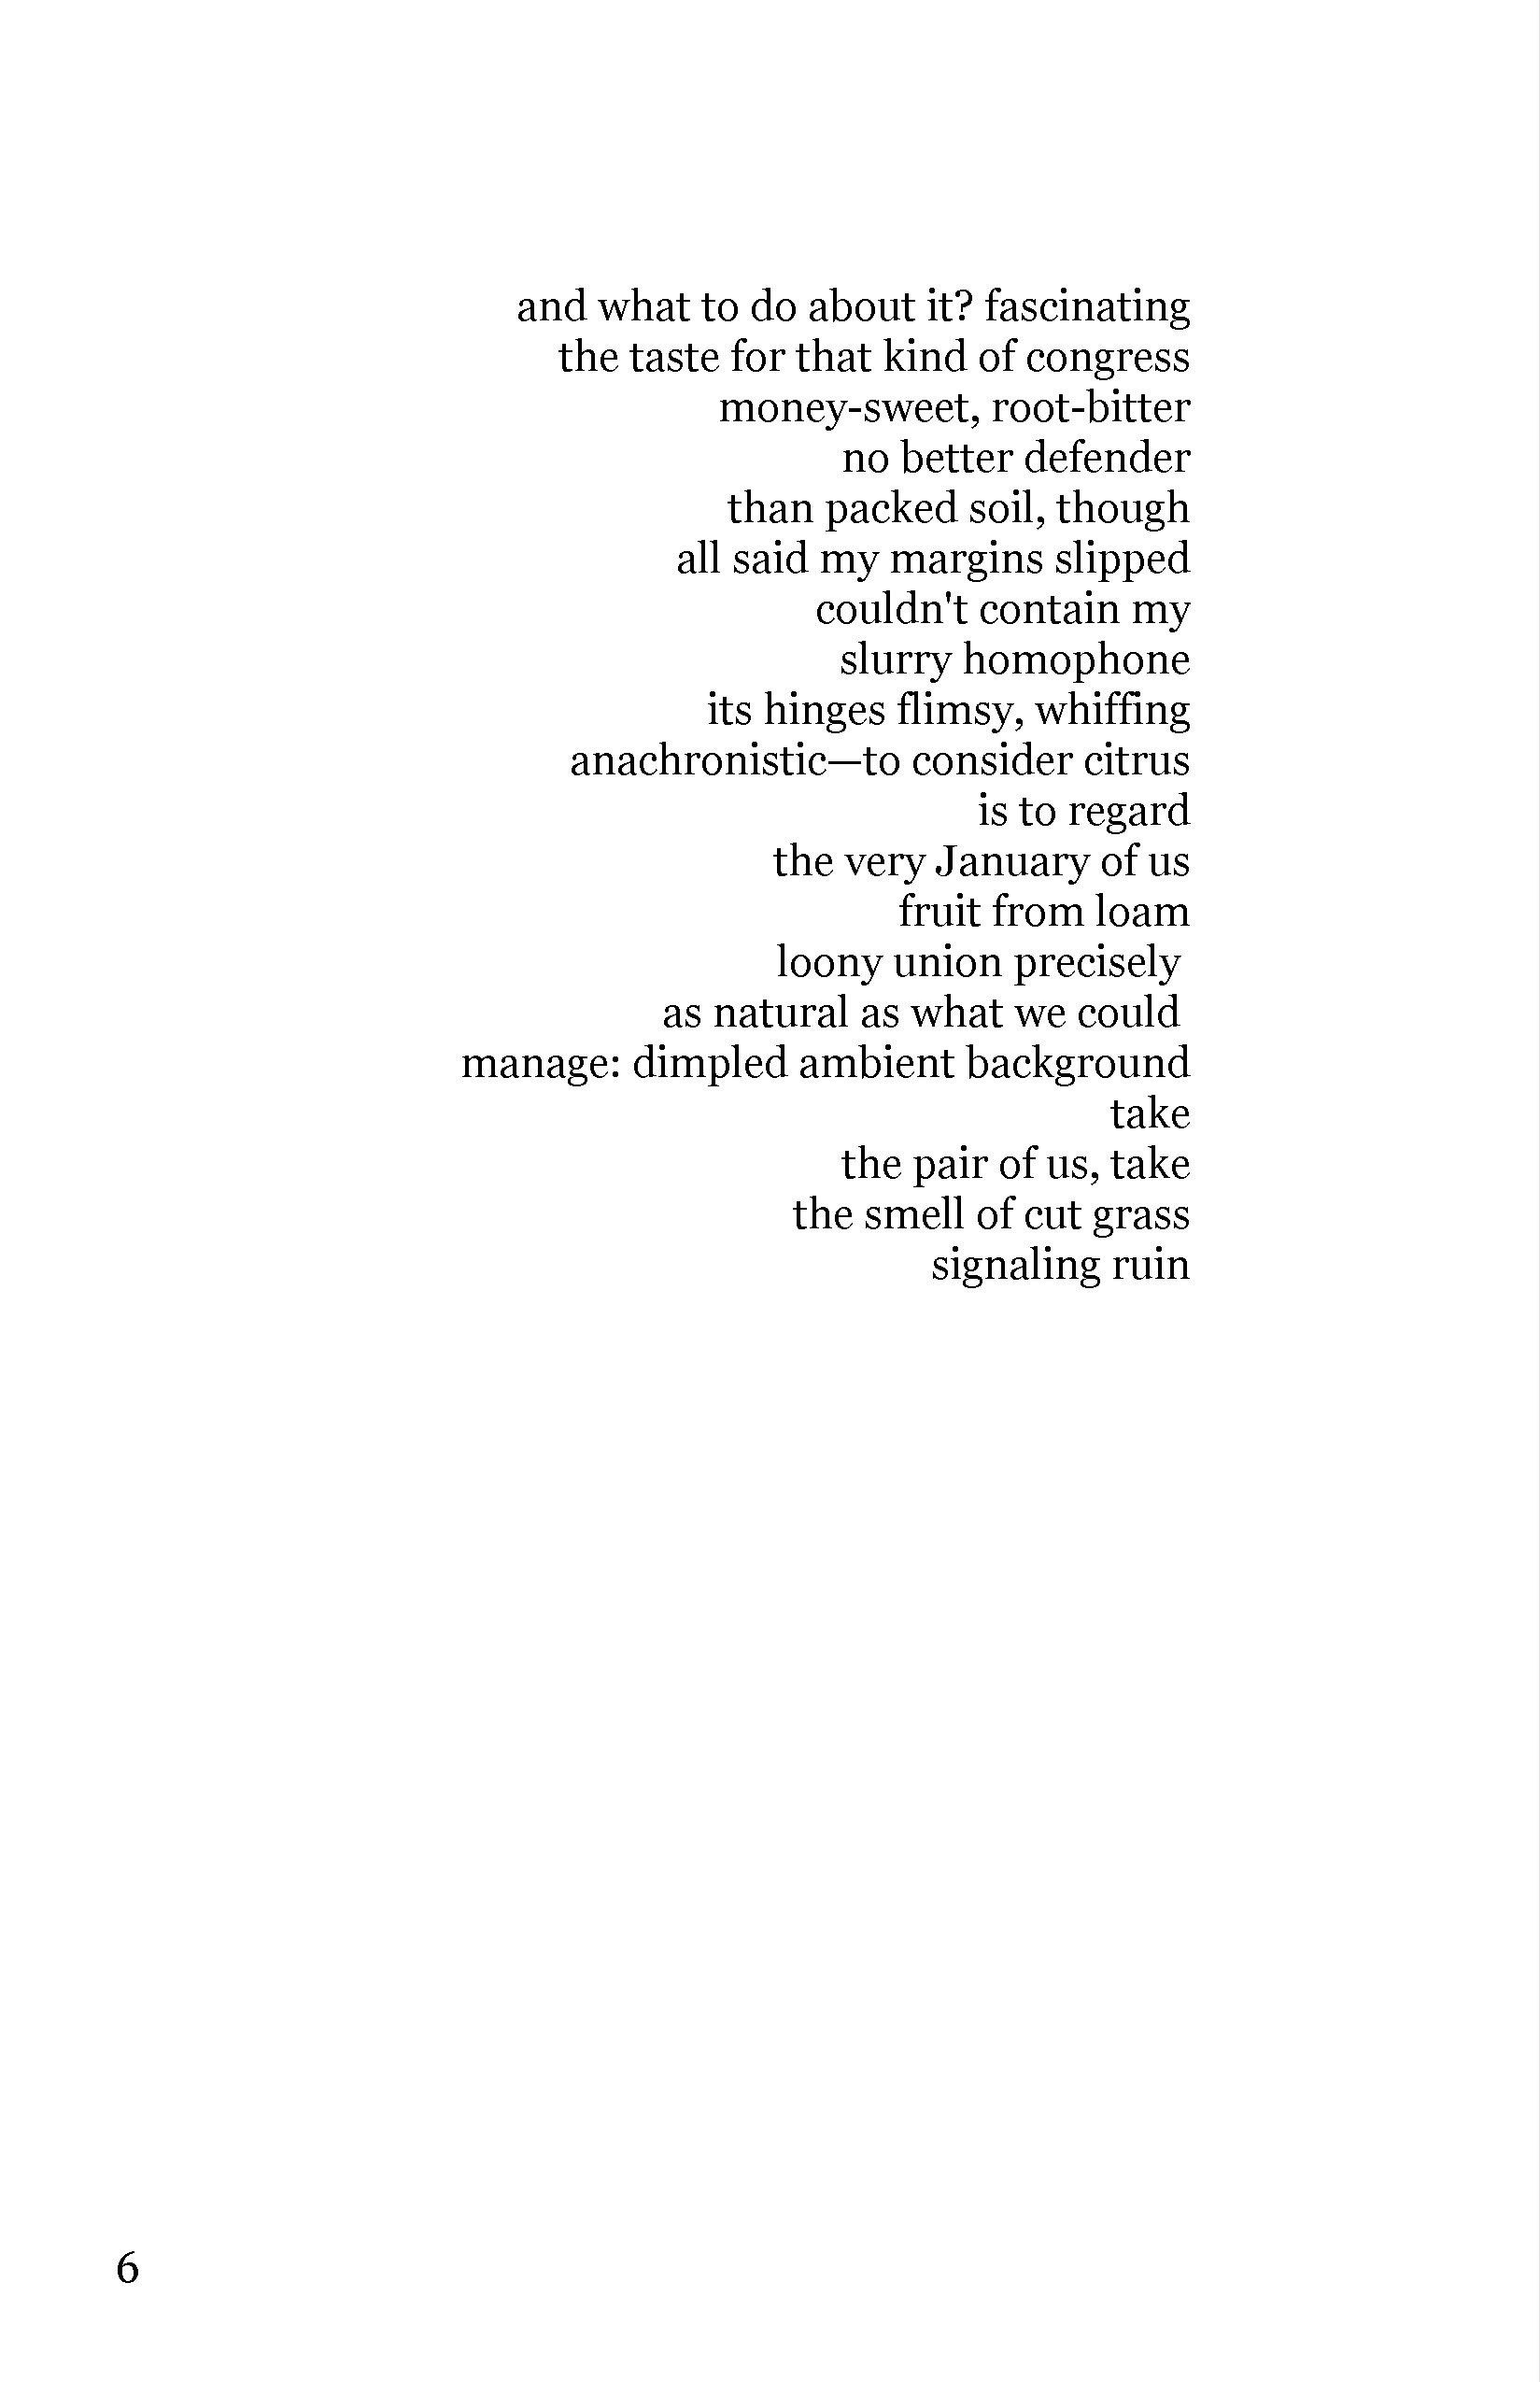 and what to do about it? fascinating
the taste for that kind of congress
money-sweet, root-bitter
no better defender
than packed soil, though
all said my margins slipped
couldn't contain my
slurry homophone
its hinges flimsy, whiffing
anachronistic—to consider citrus
is to regard
the very January of us
fruit from loam
loony union precisely
as natural as what we could
manage: dimpled ambient background
take
the pair of us, take
the smell of cut grass
signaling ruin
6